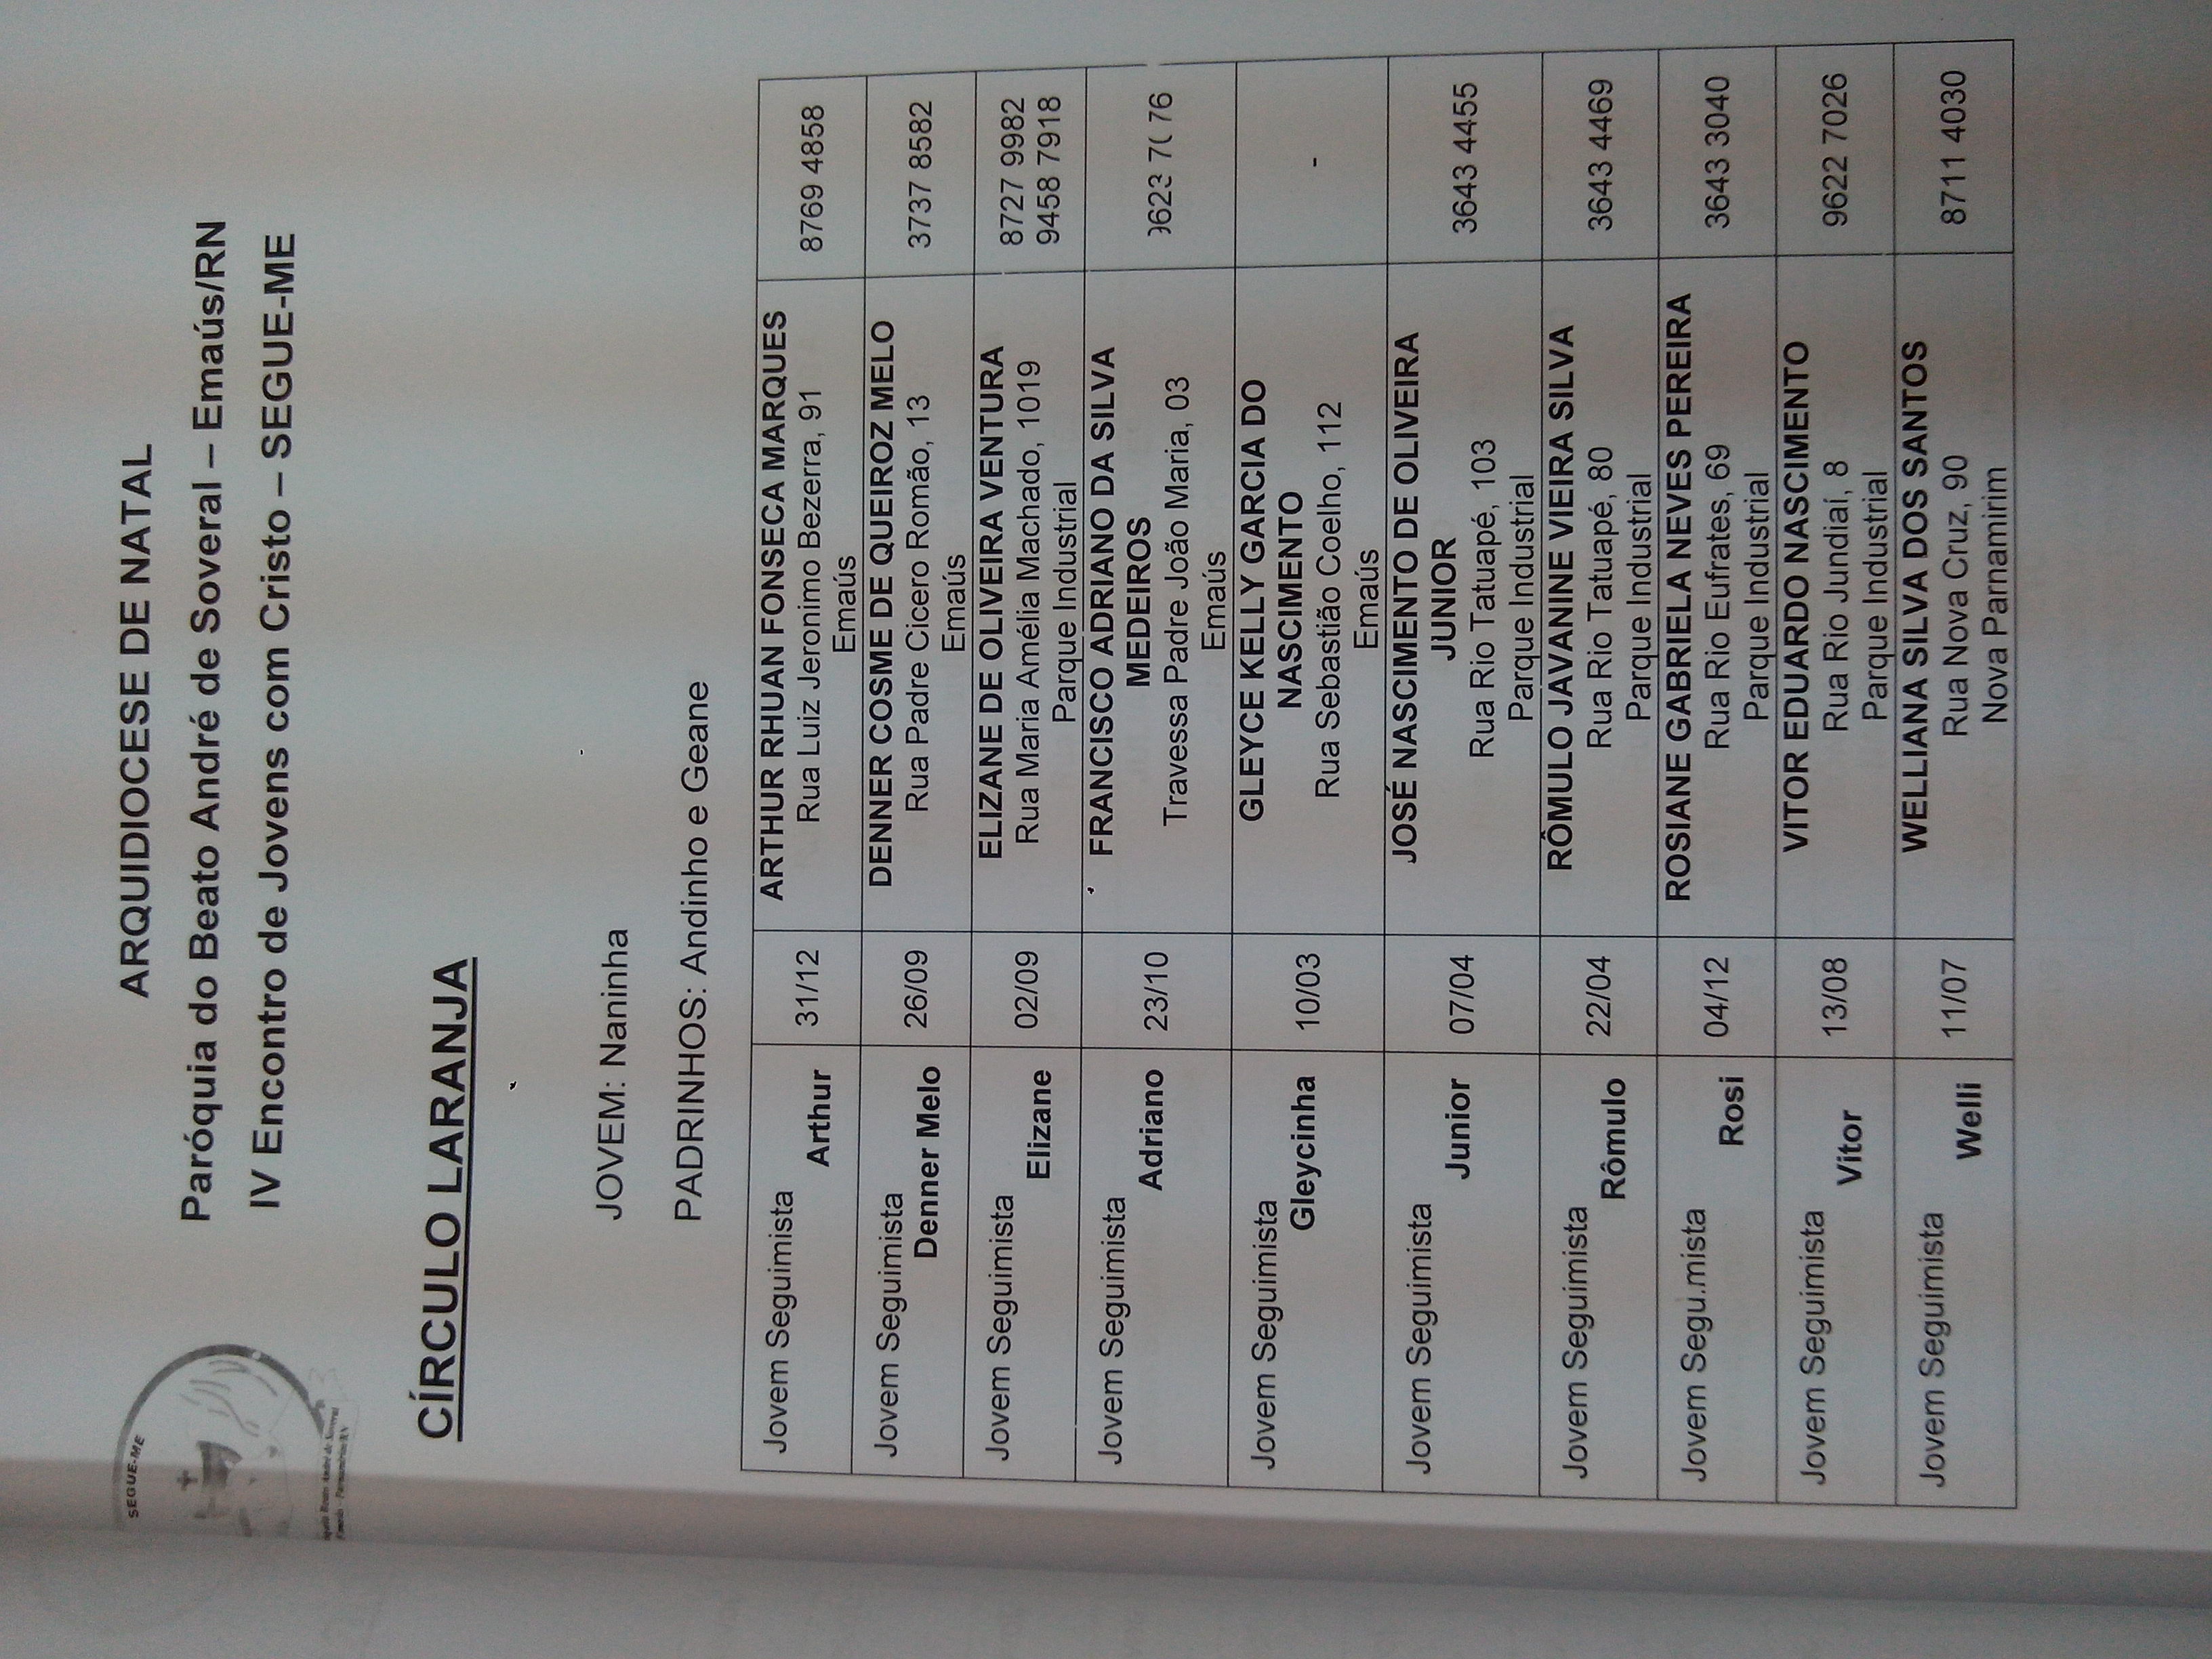 SEGUE-ME
Beato André de Soveral
Parnamirim/RN
ARQUIDIOCESE DE NATAL
Paróquia do Beato André de Soveral – Emaús/RN
IV Encontro de Jovens com Cristo – SEGUE-ME
CÍRCULO LARANJA
JOVEM: Naninha
PADRINHOS: Andinho e Geane
Jovem Seguimista
Arthur
31/12
ARTHUR RHUAN FONSECA MARQUES
Rua Luiz Jeronimo Bezerra, 91
Emaús
8769 4858
Jovem Seguimista
Denner Melo
26/09
DENNER COSME DE QUEIROZ MELO
Rua Padre Cicero Romão, 13
Emaús
3737 8582
Jovem Seguimista
Elizane
02/09
ELIZANE DE OLIVEIRA VENTURA
Rua Maria Amélia Machado, 1019
Parque Industrial
8727 9982
9458 7918
Jovem Seguimista
Adriano
23/10
FRANCISCO ADRIANO DA SILVA
MEDEIROS
Travessa Padre João Maria, 03
Emaús
Jovem Seguimista
Gleycinha
10/03
GLEYCE KELLY GARCIA DO
NASCIMENTO
Rua Sebastião Coelho, 112
Emaús
-
Jovem Seguimista
Junior
07/04
JOSÉ NASCIMENTO DE OLIVEIRA
JUNIOR
Rua Rio Tatuapé, 103
Parque Industrial
3643 4455
Jovem Seguimista
Rômulo
22/04
RÔMULO JAVANINE VIEIRA SILVA
Rua Rio Tatuapé, 80
Parque Industrial
3643 4469
Jovem Segu.mista
Rosi
04/12
ROSIANE GABRIELA NEVES PEREIRA
Rua Rio Eufrates, 69
Parque Industrial
3643 3040
Jovem Seguimista
Vitor
13/08
VITOR EDUARDO NASCIMENTO
Rua Rio Jundiaí, 8
Parque Industrial
9622 7026
Jovem Seguimista
Welli
11/07
WELLIANA SILVA DOS SANTOS
Rua Nova Cruz, 90
Nova Parnamirim
8711 4030